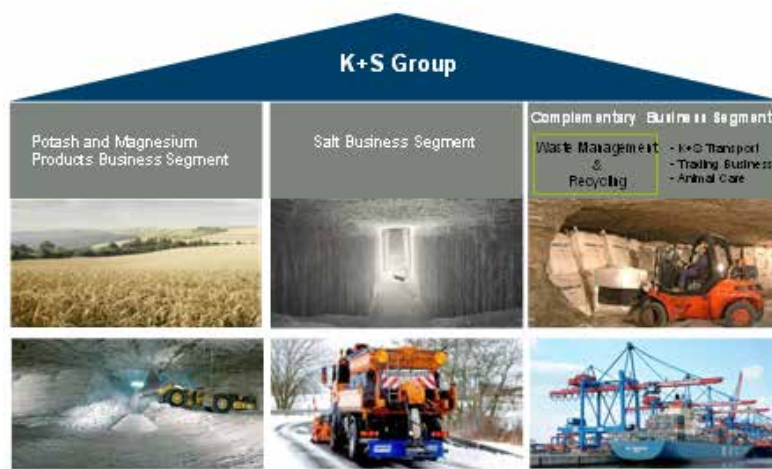 K+S Group
Potash and Magnesium
Products Business Segment
Salt Business Segment
Complementary Business Segment
Waste Management
&
Recycling
- K+S Transport
- Trading Business
- Animal Care